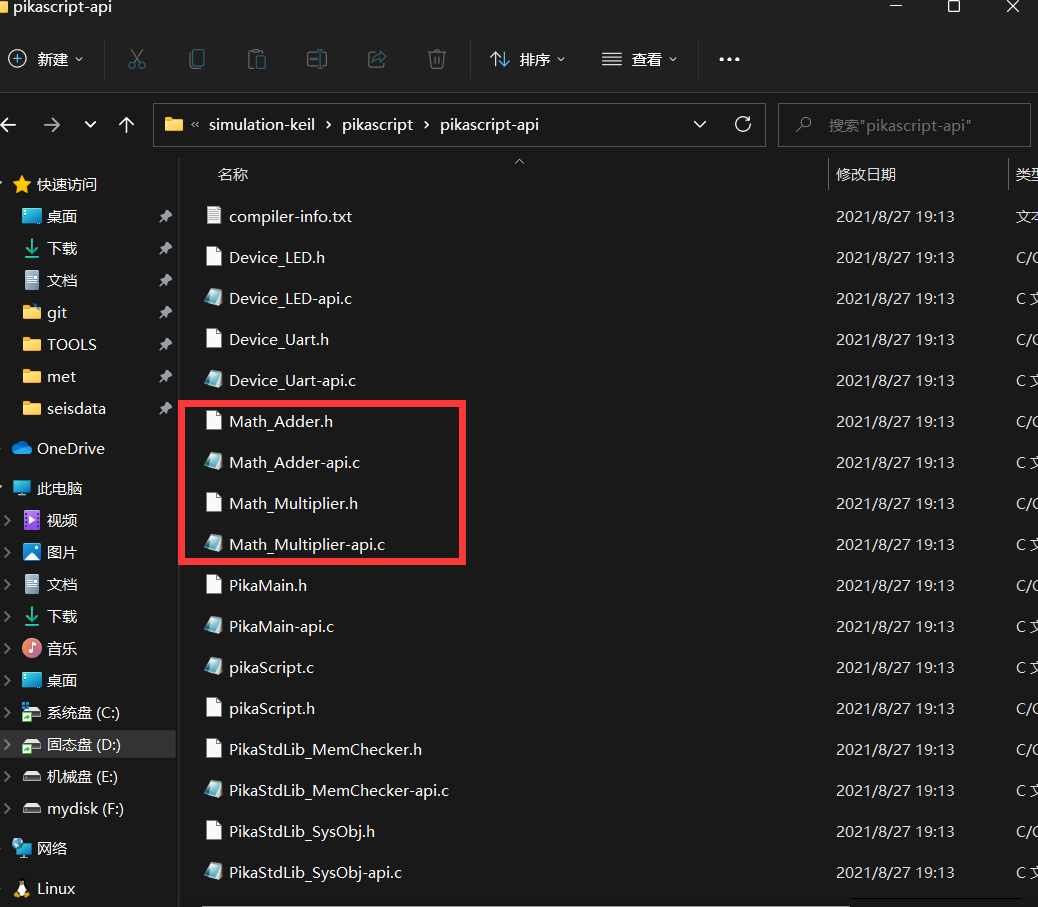 pikascript-api
新建 排序 查看
« simulation-keil › pikascript › pikascript-api 搜索"pikascript-api"
快速访问
桌面
下载
文档
git
TOOLS
met
seisdata
OneDrive
此电脑
视频
图片
文档
下载
音乐
桌面
系统盘 (C:)
固态盘 (D:)
机械盘 (E:)
mydisk (F:)
网络
Linux
名称 修改日期 类型
compiler-info.txt 2021/8/27 19:13 文本
Device_LED.h 2021/8/27 19:13 C/C
Device_LED-api.c 2021/8/27 19:13 C 文
Device_Uart.h 2021/8/27 19:13 C/C
Device_Uart-api.c 2021/8/27 19:13 C 文
Math_Adder.h 2021/8/27 19:13 C/C
Math_Adder-api.c 2021/8/27 19:13 C 文
Math_Multiplier.h 2021/8/27 19:13 C/C
Math_Multiplier-api.c 2021/8/27 19:13 C 文
PikaMain.h 2021/8/27 19:13 C/C
PikaMain-api.c 2021/8/27 19:13 C 文
pikaScript.c 2021/8/27 19:13 C 文
pikaScript.h 2021/8/27 19:13 C/C
PikaStdLib_MemChecker.h 2021/8/27 19:13 C/C
PikaStdLib_MemChecker-api.c 2021/8/27 19:13 C 文
PikaStdLib_SysObj.h 2021/8/27 19:13 C/C
PikaStdLib_SysObj-api.c 2021/8/27 19:13 C 文